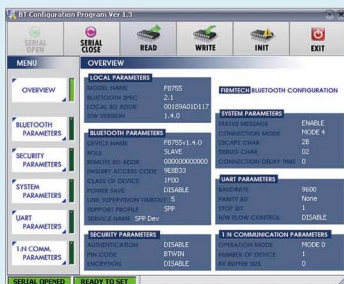 BT Configuration Program Ver 1.3
SERIAL OPEN
SERIAL CLOSE
READ
WRITE
INIT
EXIT
MENU
OVERVIEW
OVERVIEW
BLUETOOTH PARAMETERS
SECURITY PARAMETERS
SYSTEM PARAMETERS
UART PARAMETERS
1:N COMM. PARAMETERS
LOCAL PARAMETERS
MODEL NAME FB755
BLUETOOTH SPEC 2.1
LOCAL BD ADDR 00189A01D117
S/W VERSION 1.4.0
BLUETOOTH PARAMETERS
DEVICE NAME FB755v1.4.0
ROLE SLAVE
REMOTE BD ADDR 000000000000
INQUIRY ACCESS CODE 9E8B33
CLASS OF DEVICE 1F00
POWER SAVE DISABLE
LINK SUPERVISION TIMOUT 5
SUPPORT PROFILE SPP
SERVICE NAME SPP Dev
SECURITY PARAMETERS
AUTHENTICATION DISABLE
PIN CODE BTWIN
ENCRYTION DISABLE
FIRMTECH BLUETOOTH CONFIGURATION
SYSTEM PARAMETERS
STATUS MESSAGE ENABLE
CONNECTION MODE MODE 4
ESCAPE CHAR 2B
DEBUG CHAR 02
CONNECTION DELAY TIME 0
UART PARAMETERS
BAUDRATE 9600
PARITY BIT None
STOP BIT 1
H/W FLOW CONTROL DISABLE
1:N COMMUNICATION PARAMETERS
OPERATION MODE MODE 0
NUMBER OF DEVICE 1
BT BUFFER SIZE 0
SERIAL OPENED
READY TO SET